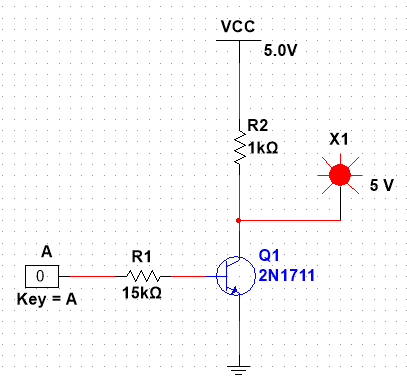 VCC
5.0V
R2
1kΩ
X1
5 V
A
0
Key = A
R1
15kΩ
Q1
2N1711